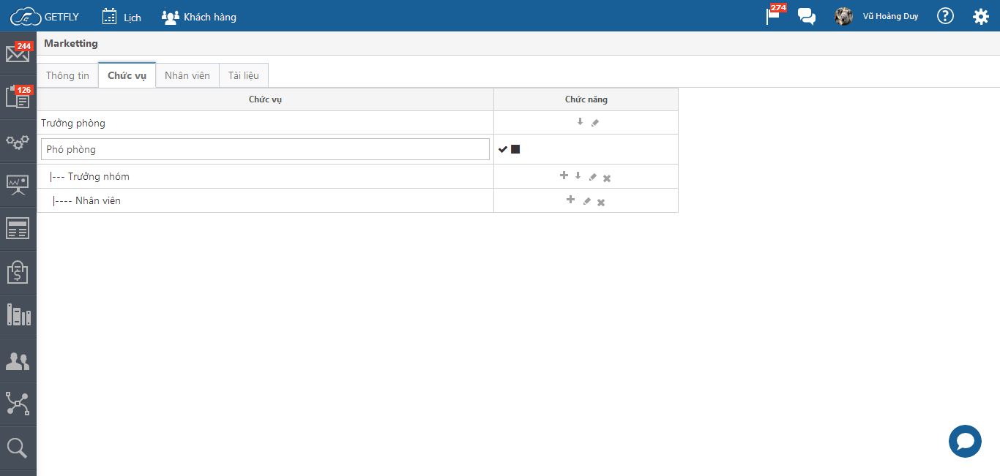 GETFLY
Lịch
Khách hàng
274
Vũ Hoàng Duy
?
244
Marketting
Thông tin
Chức vụ
Nhân viên
Tài liệu
126
Chức vụ
Chức năng
Trưởng phòng
Phó phòng
|--- Trưởng nhóm
|---- Nhân viên